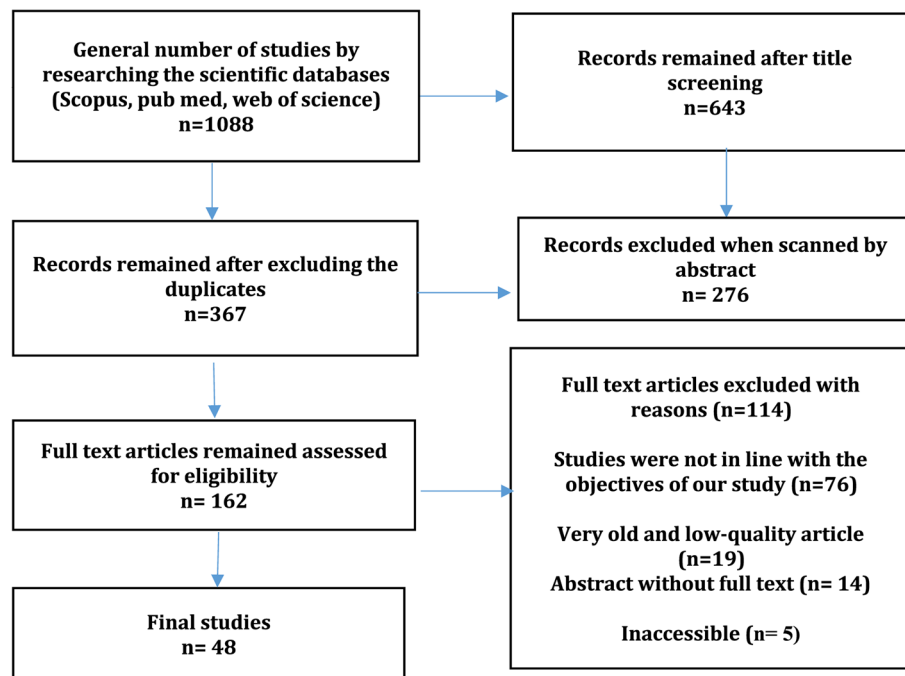 General number of studies by
researching the scientific databases
(Scopus, pub med, web of science)
n=1088
Records remained after title
screening
n=643
Records remained after excluding the
duplicates
n=367
Records excluded when scanned by
abstract
n= 276
Full text articles remained assessed
for eligibility
n= 162
Full text articles excluded with
reasons (n=114)
Studies were not in line with the
objectives of our study (n=76)
Very old and low-quality article
(n=19)
Abstract without full text (n= 14)
Inaccessible (n= 5)
Final studies
n= 48